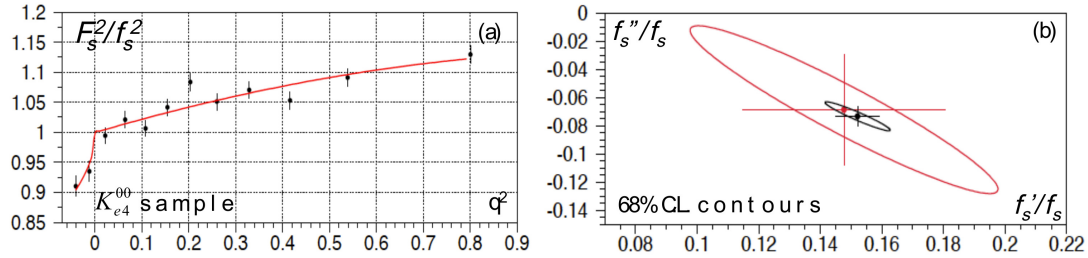 1.2
F_s^2/f_s^2
(a)
1.15
1.1
1.05
1
0.95
0.9
0.85
K_{e4}^{00} sample
q^2
0 0.1 0.2 0.3 0.4 0.5 0.6 0.7 0.8 0.9
0
f_s''/f_s
(b)
-0.02
-0.04
-0.06
-0.08
-0.1
-0.12
-0.14
68% CL contours
f_s'/f_s
0.08 0.1 0.12 0.14 0.16 0.18 0.2 0.22